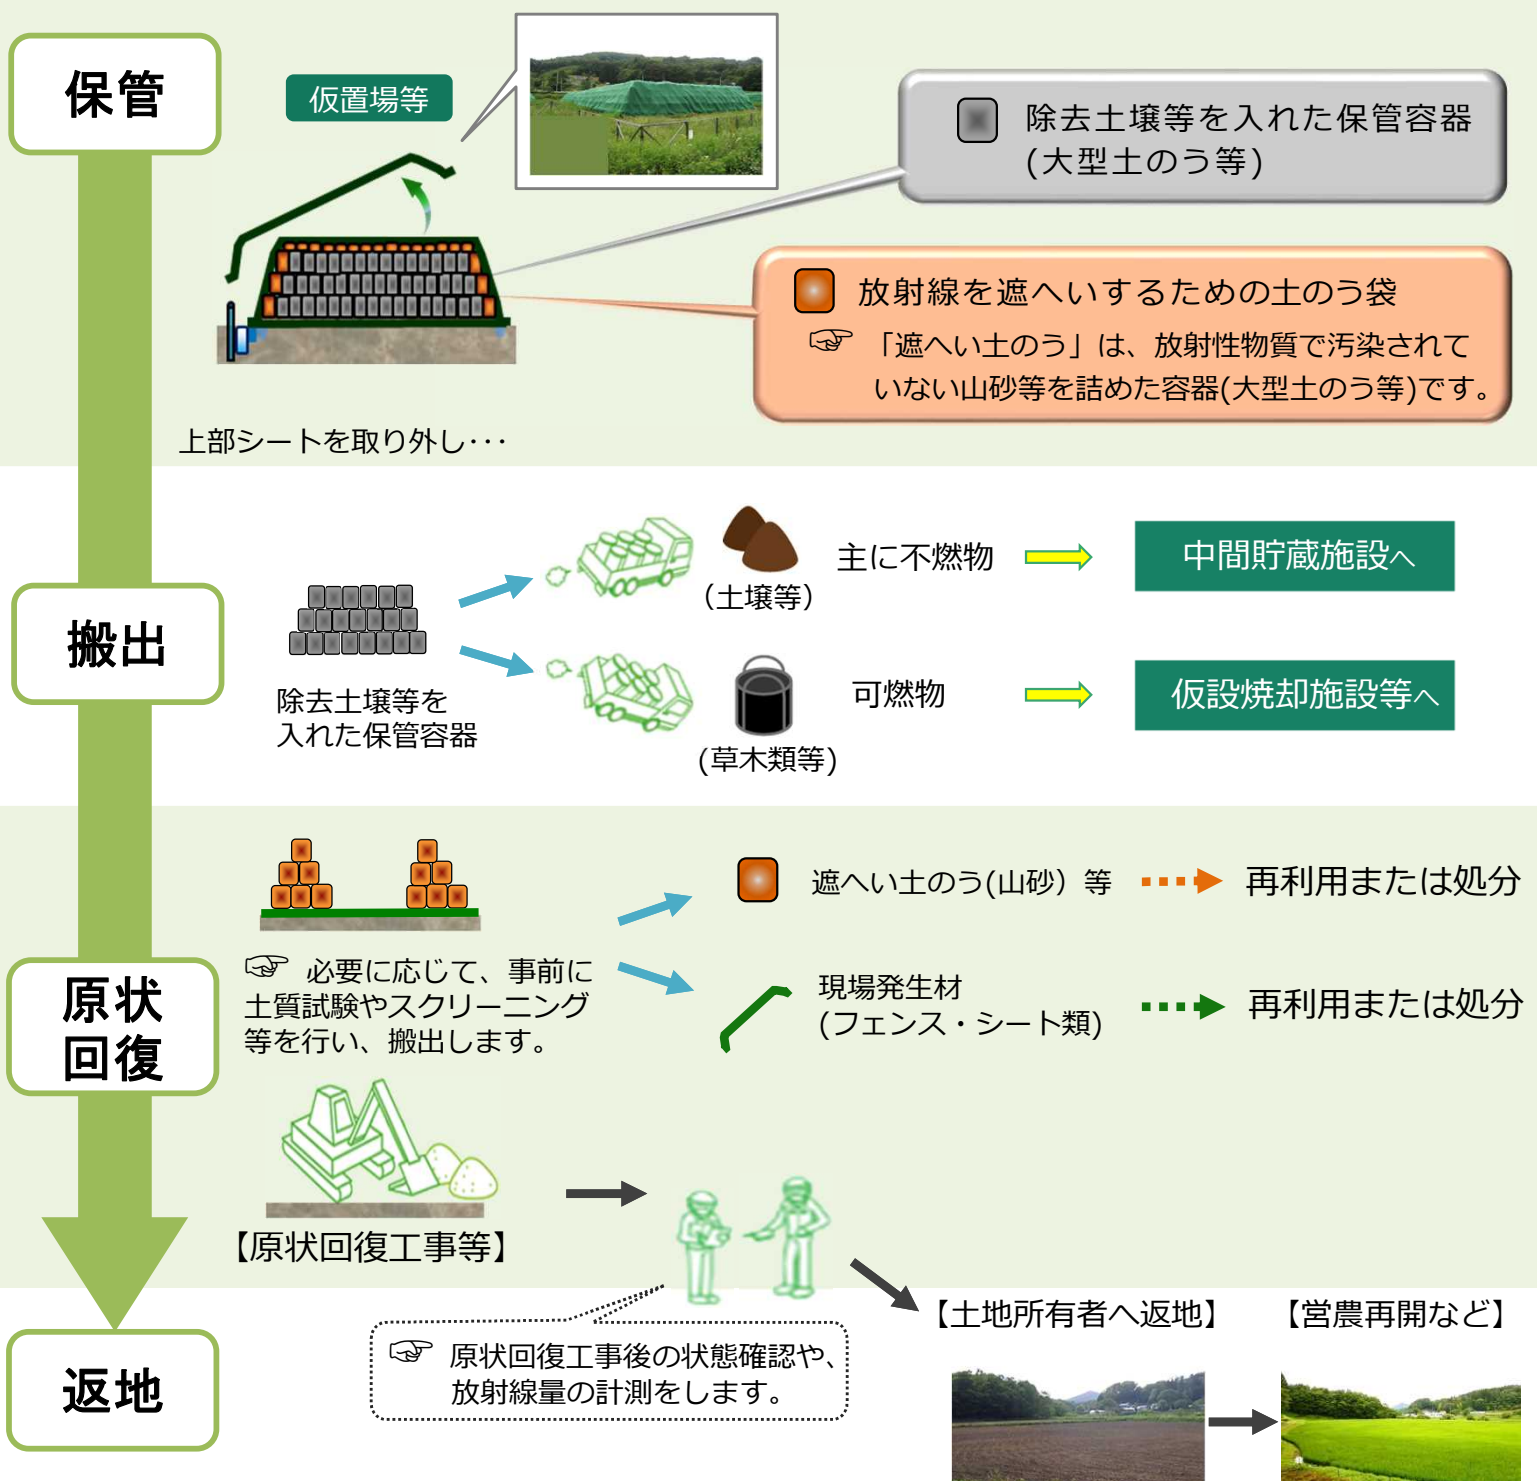 保管
仮置場等
除去土壌等を入れた保管容器
(大型土のう等)
放射線を遮へいするための土のう袋
☞ 「遮へい土のう」は、放射性物質で汚染されて
いない山砂等を詰めた容器(大型土のう等)です。
上部シートを取り外し･･･
搬出
除去土壌等を
入れた保管容器
(土壌等)
主に不燃物
中間貯蔵施設へ
(草木類等)
可燃物
仮設焼却施設等へ
原状
回復
☞ 必要に応じて、事前に
土質試験やスクリーニング
等を行い、搬出します。
遮へい土のう(山砂）等
再利用または処分
現場発生材
(フェンス・シート類)
再利用または処分
【原状回復工事等】
☞ 原状回復工事後の状態確認や、
放射線量の計測をします。
返地
【土地所有者へ返地】
【営農再開など】